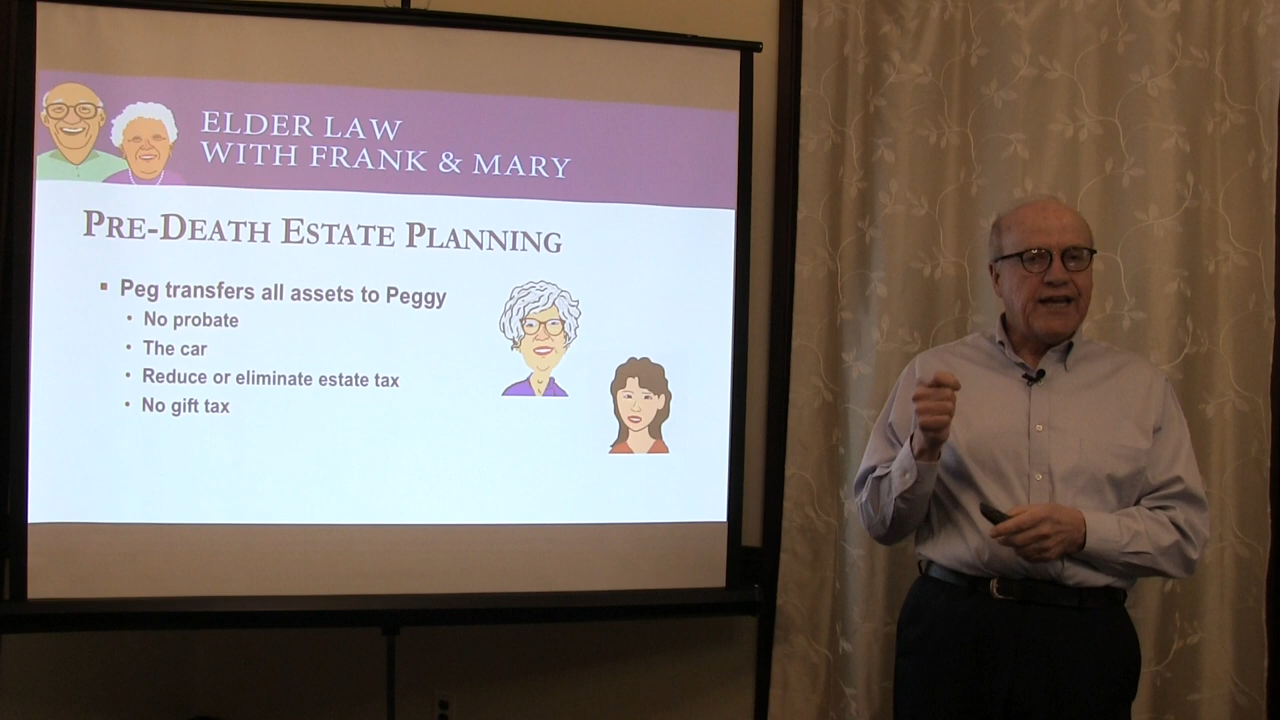 ELDER LAW
WITH FRANK & MARY
PRE-DEATH ESTATE PLANNING
▪ Peg transfers all assets to Peggy
• No probate
• The car
• Reduce or eliminate estate tax
• No gift tax